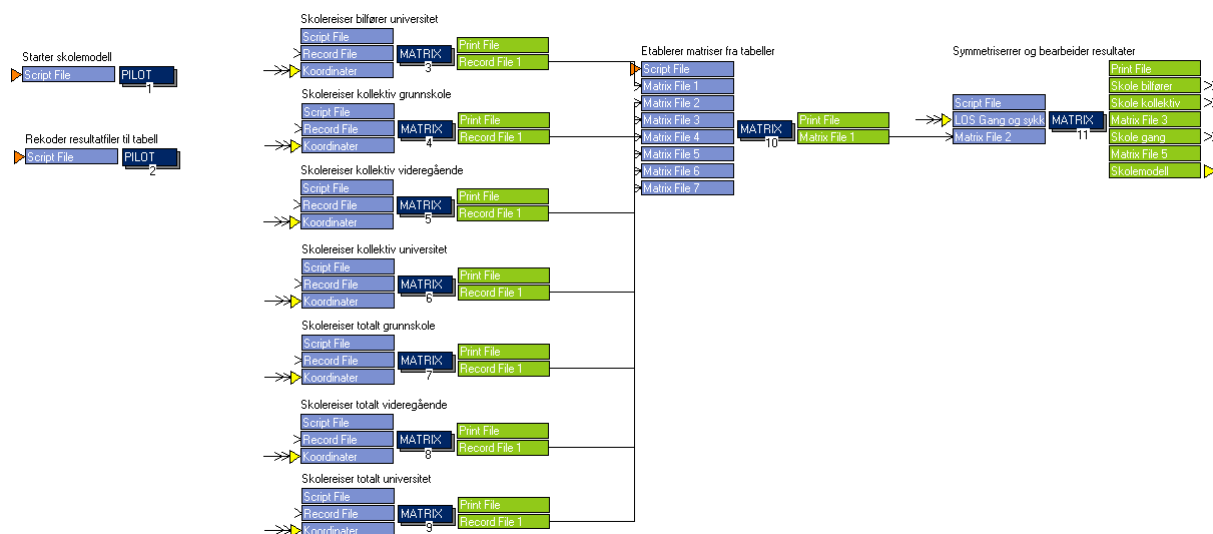 Starter skolemodell
Script File
PILOT
1
Rekoder resultatfiler til tabell
Script File
PILOT
2
Skolereiser bilfører universitet
Script File
Record File
Koordinater
MATRIX
3
Print File
Record File 1
Skolereiser kollektiv grunnskole
Script File
Record File
Koordinater
MATRIX
4
Print File
Record File 1
Skolereiser kollektiv videregående
Script File
Record File
Koordinater
MATRIX
5
Print File
Record File 1
Skolereiser kollektiv universitet
Script File
Record File
Koordinater
MATRIX
6
Print File
Record File 1
Skolereiser totalt grunnskole
Script File
Record File
Koordinater
MATRIX
7
Print File
Record File 1
Skolereiser totalt videregående
Script File
Record File
Koordinater
MATRIX
8
Print File
Record File 1
Skolereiser totalt universitet
Script File
Record File
Koordinater
MATRIX
9
Print File
Record File 1
Etablerer matriser fra tabeller
Script File
Matrix File 1
Matrix File 2
Matrix File 3
Matrix File 4
Matrix File 5
Matrix File 6
Matrix File 7
MATRIX
10
Print File
Matrix File 1
Symmetriserrer og bearbeider resultater
Script File
LOS Gang og sykk
Matrix File 2
MATRIX
11
Print File
Skole bilfører
Skole kollektiv
Matrix File 3
Skole gang
Matrix File 5
Skolemodell